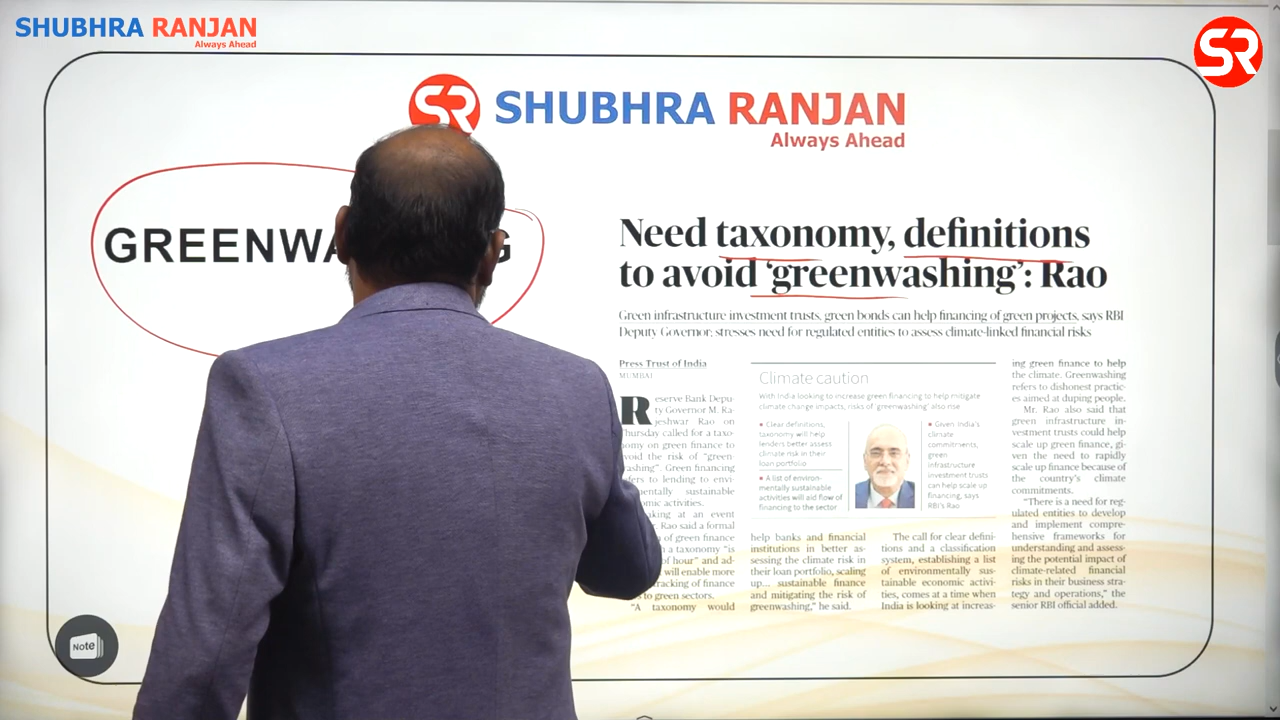 SHUBHRA RANJAN
Always Ahead
SR
SR SHUBHRA RANJAN
Always Ahead
GREENWA G
Need taxonomy, definitions
to avoid ‘greenwashing’: Rao
Green infrastructure investment trusts, green bonds can help financing of green projects, says RBI
Deputy Governor; stresses need for regulated entities to assess climate-linked financial risks
Press Trust of India
MUMBAI
Reserve Bank Depu-
ty Governor M. Ra-
jeshwar Rao on
Thursday called for a taxo-
omy on green finance to
void the risk of “green-
ashing”. Green financing
efers to lending to envi-
mentally sustainable
omic activities.
aking at an event
r. Rao said a formal
of green finance
a taxonomy “is
of hour” and ad-
will enable more
racking of finance
s to green sectors.
“A taxonomy would
Climate caution
With India looking to increase green financing to help mitigate
climate change impacts, risks of ‘greenwashing’ also rise
■ Clear definitions,
taxonomy will help
lenders better assess
climate risk in their
loan portfolio
■ A list of environ-
mentally sustainable
activities will aid flow of
financing to the sector
■ Given India’s
climate
commitments,
green
infrastructure
investment trusts
can help scale up
financing, says
RBI’s Rao
help banks and financial
institutions in better as-
sessing the climate risk in
their loan portfolio, scaling
up... sustainable finance
and mitigating the risk of
greenwashing,” he said.
The call for clear defini-
tions and a classification
system, establishing a list
of environmentally sus-
tainable economic activi-
ties, comes at a time when
India is looking at increas-
ing green finance to help
the climate. Greenwashing
refers to dishonest practic-
es aimed at duping people.
Mr. Rao also said that
green infrastructure in-
vestment trusts could help
scale up green finance, gi-
ven the need to rapidly
scale up finance because of
the country’s climate
commitments.
“There is a need for reg-
ulated entities to develop
and implement compre-
hensive frameworks for
understanding and assess-
ing the potential impact of
climate-related financial
risks in their business stra-
tegy and operations,” the
senior RBI official added.
Note